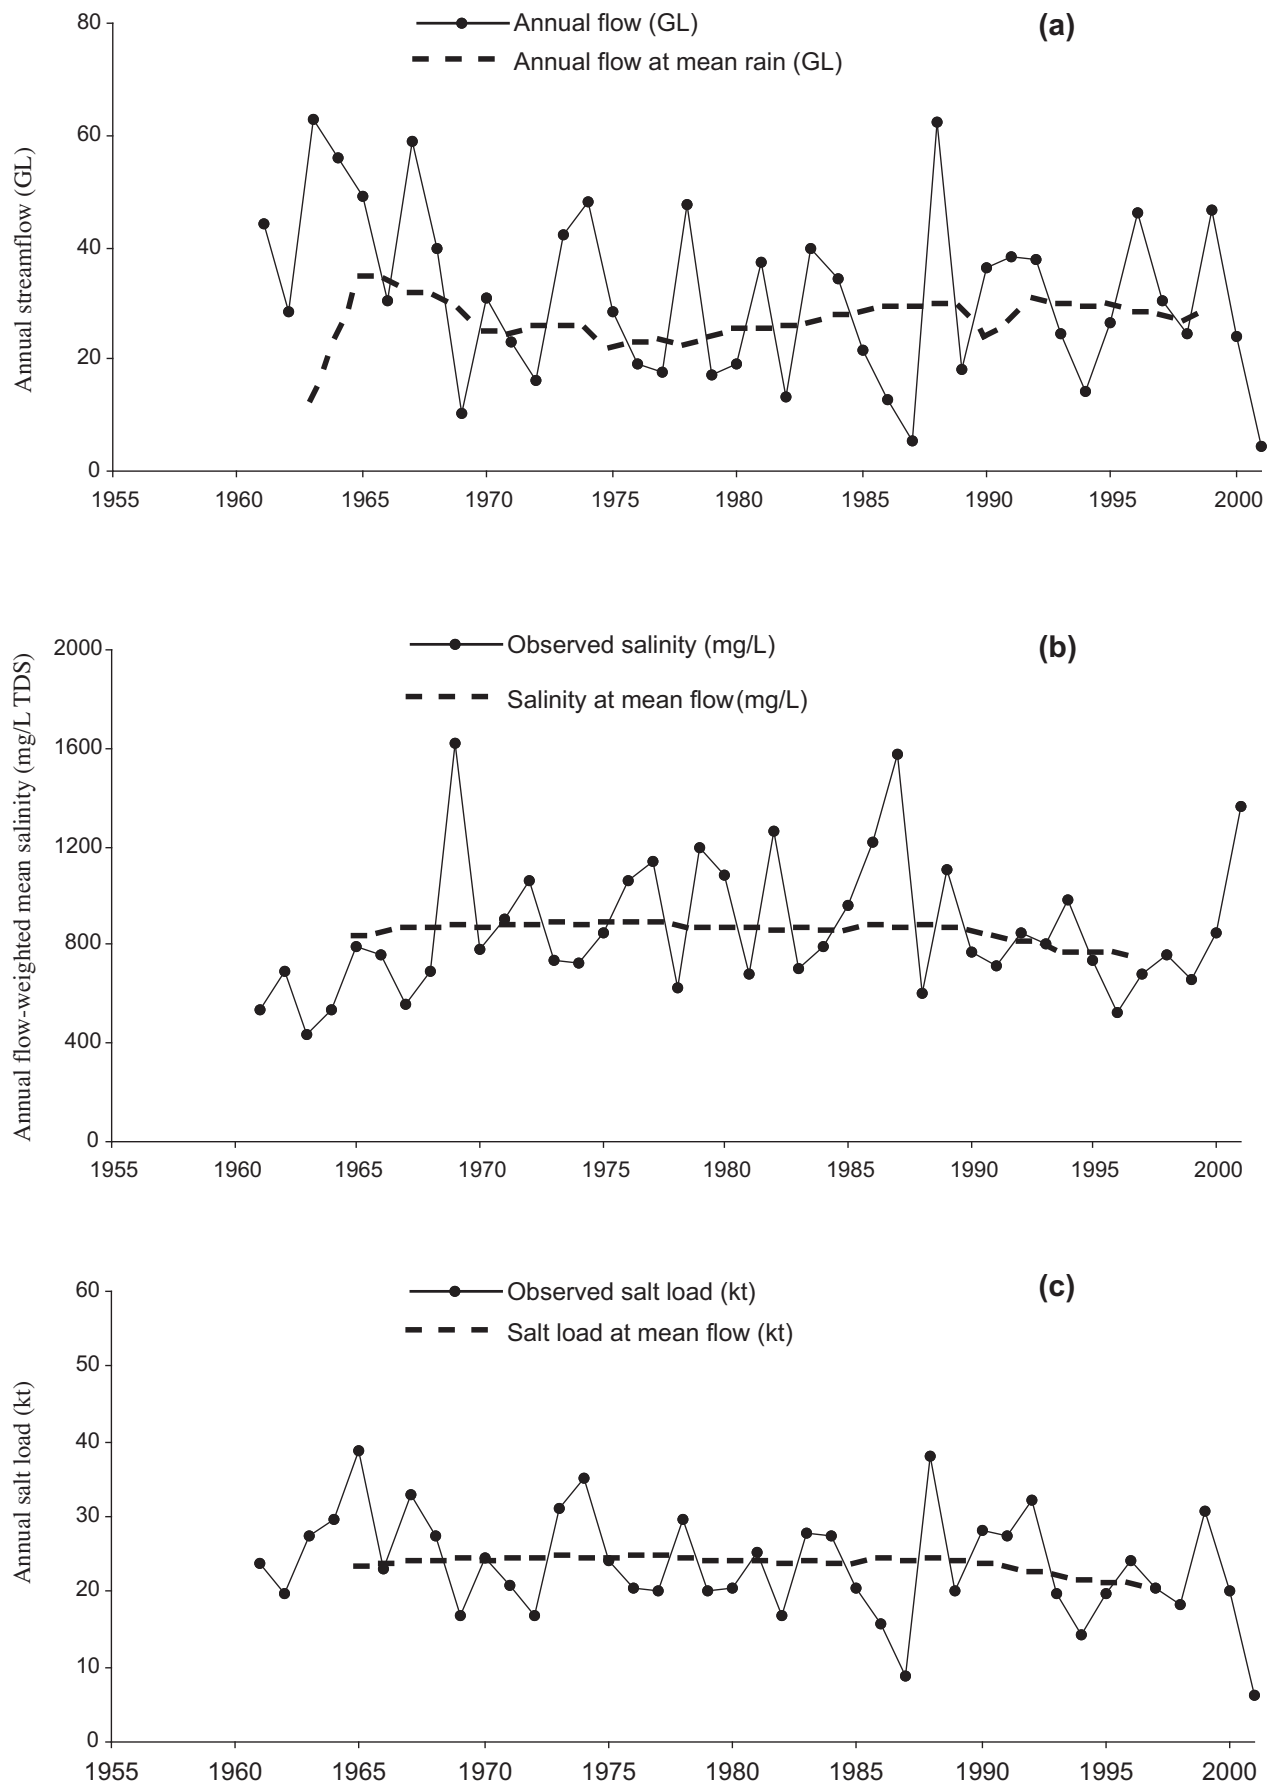 Annual flow (GL)
Annual flow at mean rain (GL)
(a)
Annual streamflow (GL)
80
60
40
20
0
1955 1960 1965 1970 1975 1980 1985 1990 1995 2000
Observed salinity (mg/L)
Salinity at mean flow(mg/L)
(b)
Annual flow-weighted mean salinity (mg/L TDS)
2000
1600
1200
800
400
0
1955 1960 1965 1970 1975 1980 1985 1990 1995 2000
Observed salt load (kt)
Salt load at mean flow (kt)
(c)
Annual salt load (kt)
60
50
40
30
20
10
0
1955 1960 1965 1970 1975 1980 1985 1990 1995 2000